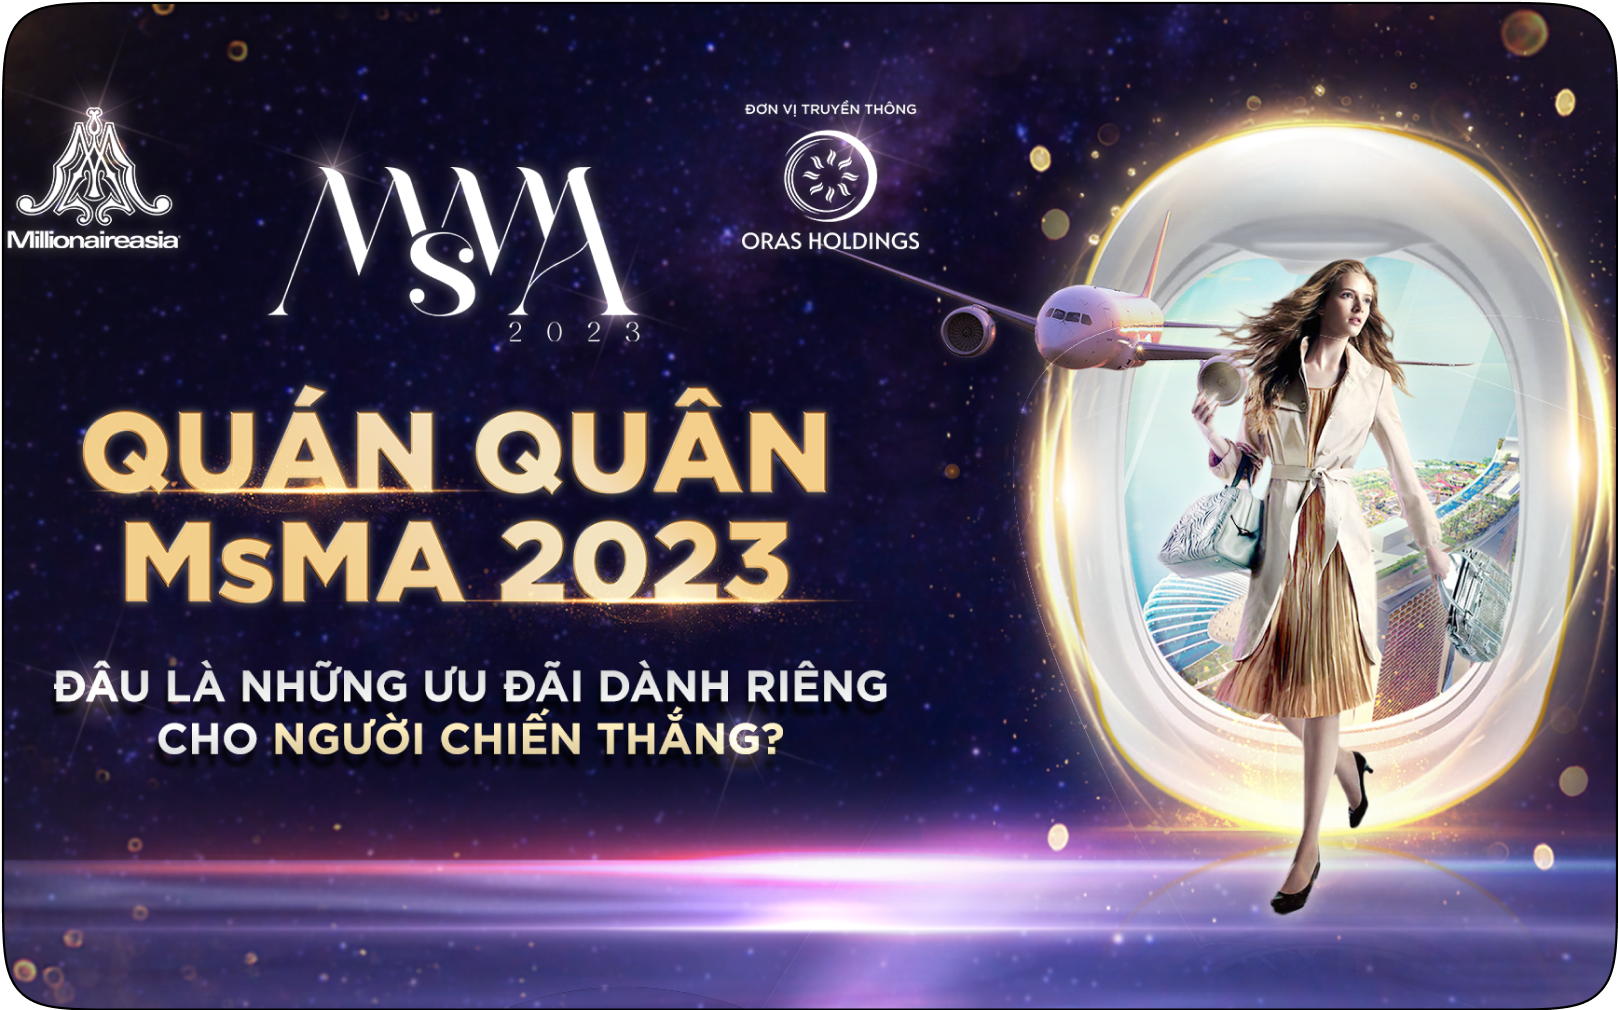 Millionaireasia
MsMA
2023
ĐƠN VỊ TRUYỀN THÔNG
ORAS HOLDINGS
QUÁN QUÂN
MsMA 2023
ĐÂU LÀ NHỮNG ƯU ĐÃI DÀNH RIÊNG
CHO NGƯỜI CHIẾN THẮNG?